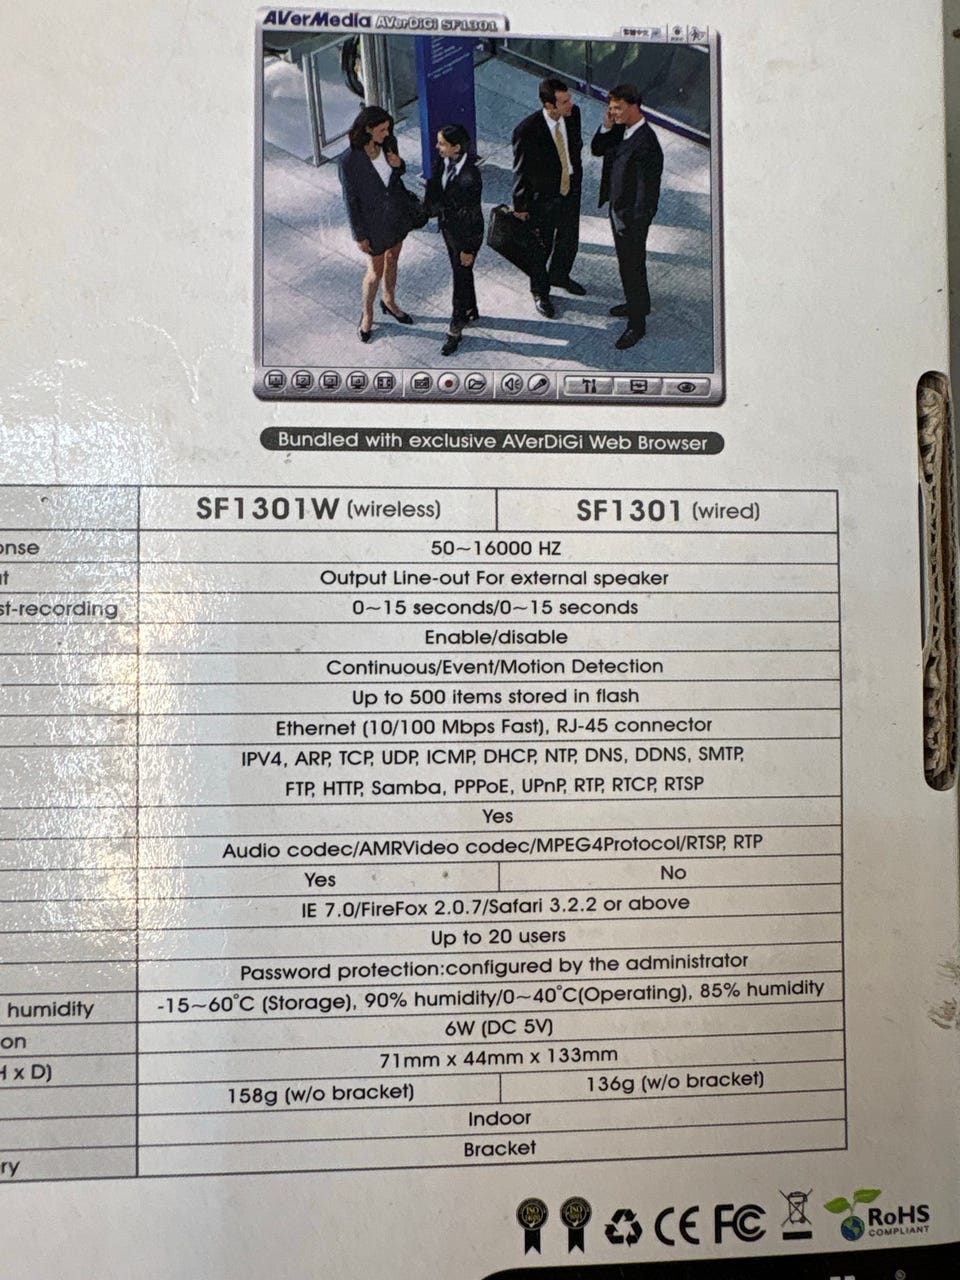 AVerMedia AVerDiGi SF1301
Bundled with exclusive AVerDiGi Web Browser
SF1301W (wireless) SF1301 (wired)
onse 50~16000 HZ
Output Line-out For external speaker
st-recording 0~15 seconds/0~15 seconds
Enable/disable
Continuous/Event/Motion Detection
Up to 500 items stored in flash
Ethernet (10/100 Mbps Fast), RJ-45 connector
IPV4, ARP, TCP, UDP, ICMP, DHCP, NTP, DNS, DDNS, SMTP,
FTP, HTTP, Samba, PPPoE, UPnP, RTP, RTCP, RTSP
Yes
Audio codec/AMRVideo codec/MPEG4Protocol/RTSP, RTP
Yes No
IE 7.0/FireFox 2.0.7/Safari 3.2.2 or above
Up to 20 users
Password protection:configured by the administrator
humidity -15~60°C (Storage), 90% humidity/0~40°C(Operating), 85% humidity
on 6W (DC 5V)
H x D) 71mm x 44mm x 133mm
158g (w/o bracket) 136g (w/o bracket)
Indoor
ry Bracket
CE FC RoHS
COMPLIANT